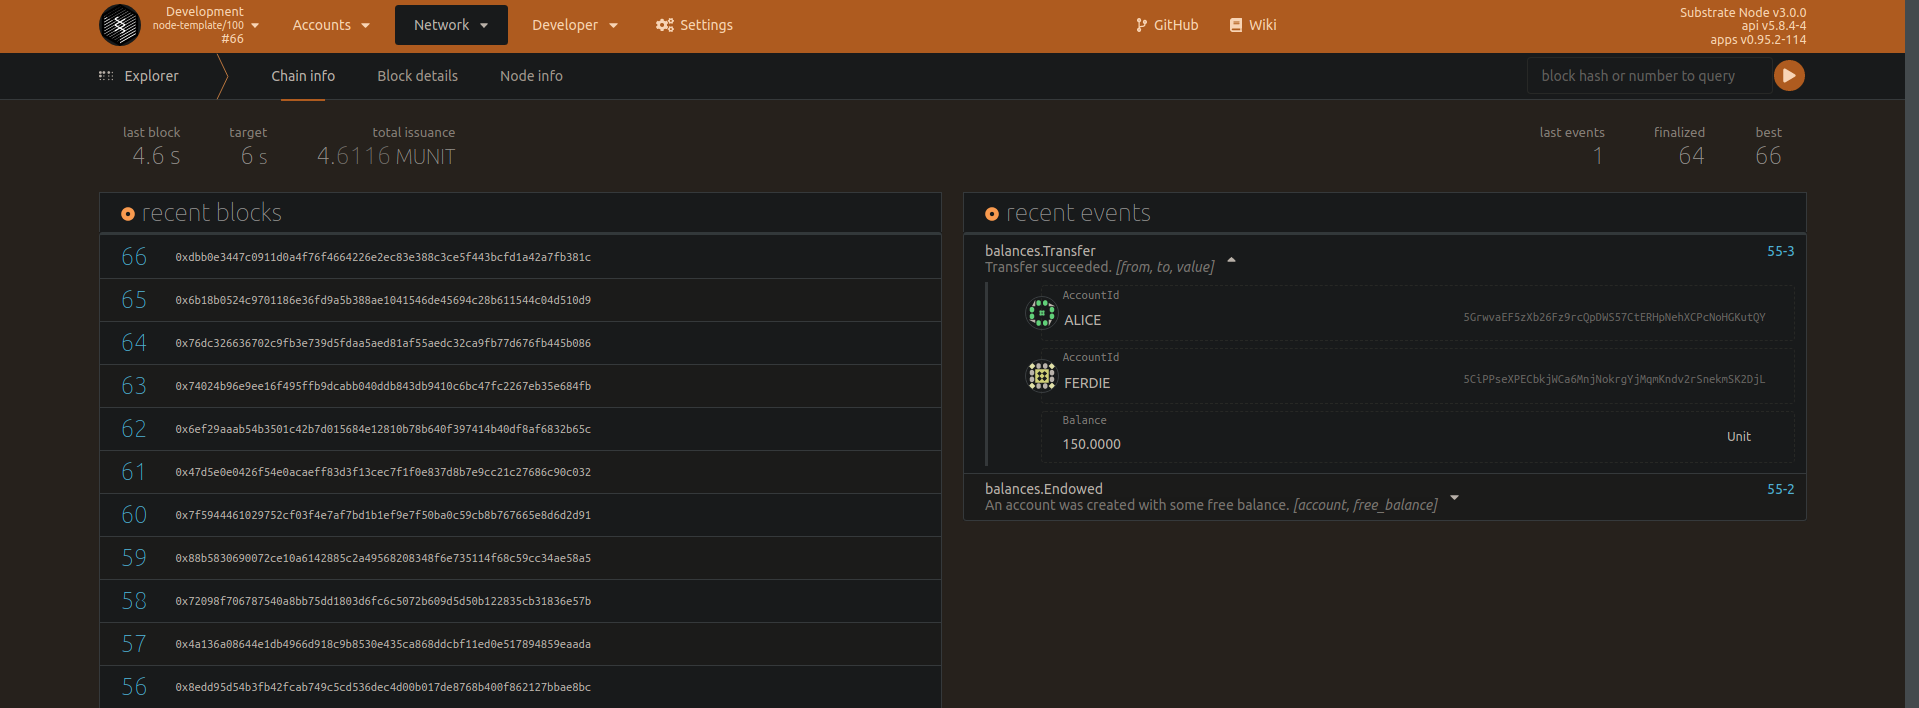 Development
node-template/100
#66
Accounts
Network
Developer
Settings
GitHub
Wiki
Substrate Node v3.0.0
api v5.8.4-4
apps v0.95.2-114
Explorer
Chain info
Block details
Node info
block hash or number to query
last block
4.6 s
target
6 s
total issuance
4.6116 MUNIT
last events
1
finalized
64
best
66
recent blocks
66 0xdbb0e3447c0911d0a4f76f4664226e2ec83e388c3ce5f443bcfd1a42a7fb381c
65 0x6b18b0524c9701186e36fd9a5b388ae1041546de45694c28b611544c04d510d9
64 0x76dc326636702c9fb3e739d5fdaa5aed81af55aedc32ca9fb77d676fb445b086
63 0x74024b96e9ee16f495ffb9dcabb040ddb843db9410c6bc47fc2267eb35e684fb
62 0x6ef29aaab54b3501c42b7d015684e12810b78b640f397414b40df8af6832b65c
61 0x47d5e0e0426f54e0acaeff83d3f13cec7f1f0e837d8b7e9cc21c27686c90c032
60 0x7f5944461029752cf03f4e7af7bd1b1ef9e7f50ba0c59cb8b767665e8d6d2d91
59 0x88b5830690072ce10a6142885c2a49568208348f6e735114f68c59cc34ae58a5
58 0x72098f706787540a8bb75dd1803d6fc6c5072b609d5d50b122835cb31836e57b
57 0x4a136a08644e1db4966d918c9b8530e435ca868ddcbf11ed0e517894859eaada
56 0x8edd95d54b3fb42fcab749c5cd536dec4d00b017de8768b400f862127bbae8bc
recent events
balances.Transfer 55-3
Transfer succeeded. [from, to, value]
AccountId
ALICE 5GrwvaEF5zXb26Fz9rcQpDWS57CtERHpNehXCPcNoHGKutQY
AccountId
FERDIE 5CiPPseXPECbkjWCa6MnjNokrgYjMqmKndv2rSnekmSK2DjL
Balance
150.0000 Unit
balances.Endowed 55-2
An account was created with some free balance. [account, free_balance]